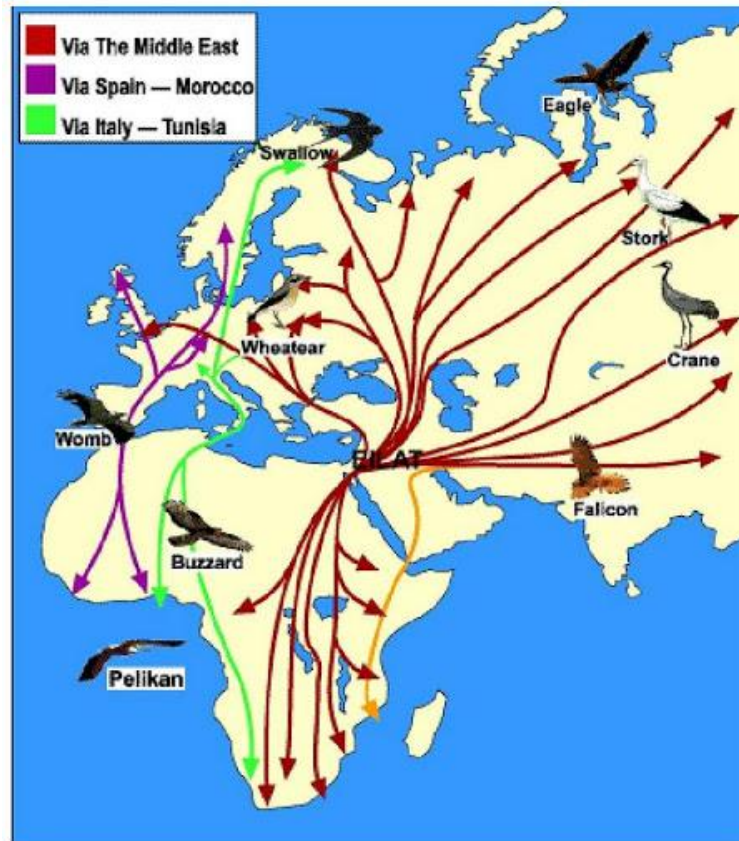 Via The Middle East
Via Spain — Morocco
Via Italy — Tunisia
Eagle
Swallow
Stork
Wheatear
Crane
Womb
EILAT
Falicon
Buzzard
Pelikan